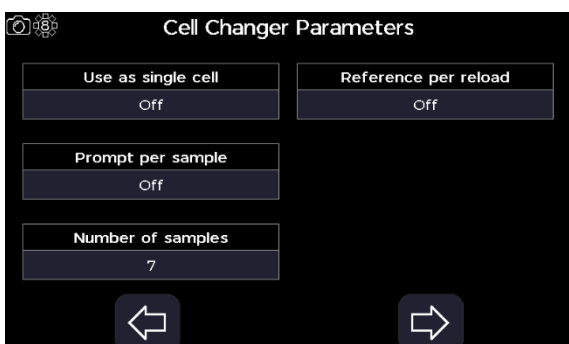 8
Cell Changer Parameters
Use as single cell
Off
Reference per reload
Off
Prompt per sample
Off
Number of samples
7